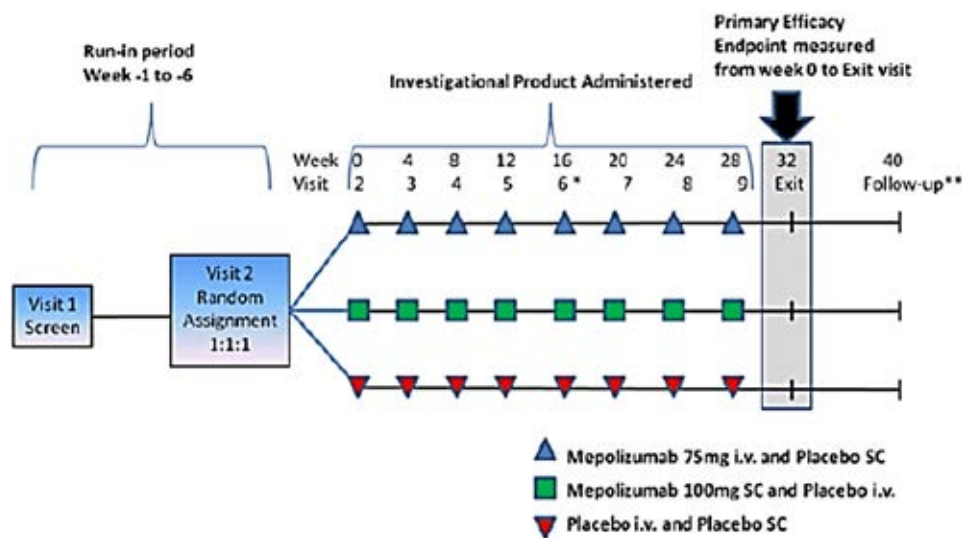 Run-in period
Week -1 to -6
Investigational Product Administered
Primary Efficacy
Endpoint measured
from week 0 to Exit visit
Week 0 4 8 12 16 20 24 28 32 40
Visit 2 3 4 5 6 * 7 8 9 Exit Follow-up**
Visit 1
Screen
Visit 2
Random
Assignment
1:1:1
Mepolizumab 75mg i.v. and Placebo SC
Mepolizumab 100mg SC and Placebo i.v.
Placebo i.v. and Placebo SC